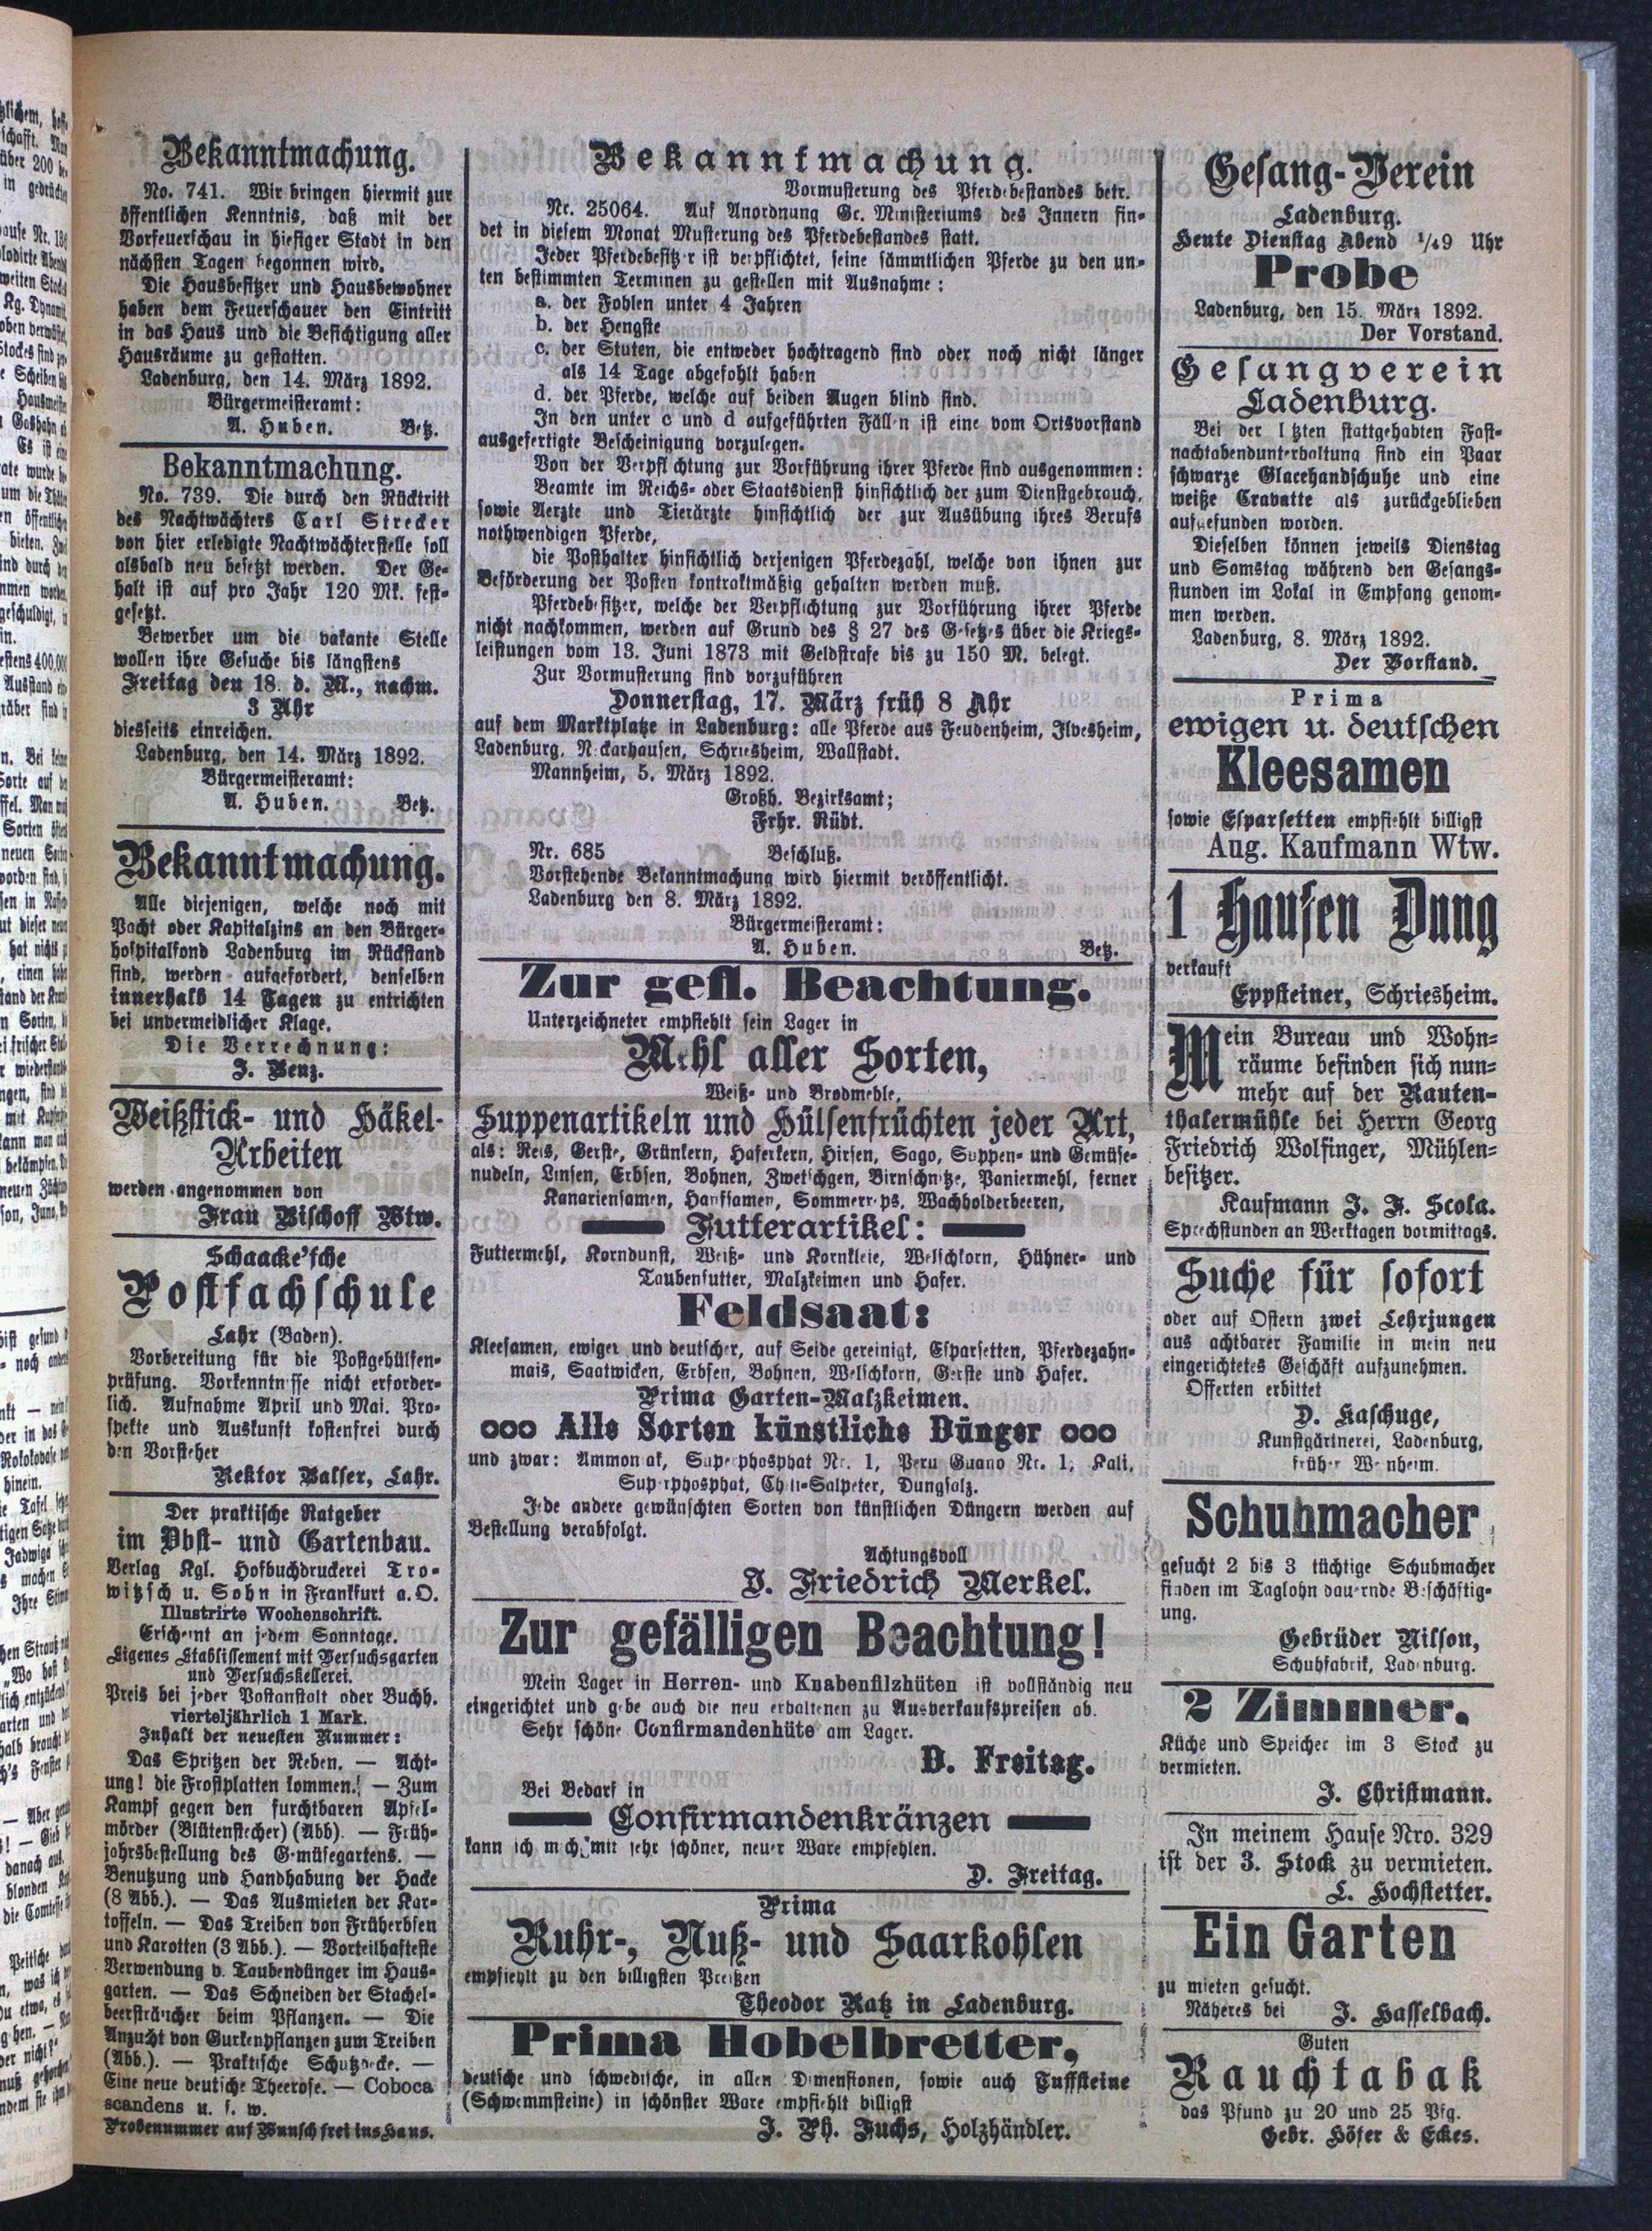 Bekanntmachung.
No. 741. Wir bringen hiermit zur
öffentlichen Kenntnis, daß mit der
Vorfeuerschau in hiesiger Stadt in den
nächsten Tagen begonnen wird.
Die Hausbesitzer und Hausbewohner
haben dem Feuerschauer den Eintritt
in das Haus und die Besichtigung aller
Hausräume zu gestatten.
Ladenburg, den 14. März 1892.
Bürgermeisteramt:
A. Huben. Betz.
Bekanntmachung.
No. 739. Die durch den Rücktritt
des Nachtwächters Carl Strecker
von hier erledigte Nachtwächterstelle soll
alsbald neu besetzt werden. Der Ge-
halt ist auf pro Jahr 120 Mk. fest-
gesetzt.
Bewerber um die vakante Stelle
wollen ihre Gesuche bis längstens
Freitag den 18. d. M., nachm.
3 Uhr
diesseits einreichen.
Ladenburg, den 14. März 1892.
Bürgermeisteramt:
A. Huben. Betz.
Bekanntmachung.
Alle diejenigen, welche noch mit
Pacht oder Kapitalzins an den Bürger-
hospitalfond Ladenburg im Rückstand
sind, werden aufgefordert, denselben
innerhalb 14 Tagen zu entrichten
bei unvermeidlicher Klage.
Die Verrechnung:
J. Benz.
Weißstick- und Häkel-
Arbeiten
werden angenommen von
Frau Bischoff Wtw.
Schaacke'sche
Postfachschule
Lahr (Baden).
Vorbereitung für die Postgehülfen-
prüfung. Vorkenntnisse nicht erforder-
lich. Aufnahme April und Mai. Pro-
spekte und Auskunft kostenfrei durch
den Vorsteher
Rektor Balser, Lahr.
Der praktische Ratgeber
im Obst- und Gartenbau.
Verlag Kgl. Hofbuchdruckerei Tro-
witzsch u. Sohn in Frankfurt a. O.
Illustrirte Wochenschrift.
Erscheint an jedem Sonntage.
Eigenes Etablissement mit Versuchsgarten
und Versuchskellerei.
Preis bei jeder Postanstalt oder Buchh.
vierteljährlich 1 Mark.
Inhalt der neuesten Nummer:
Das Spritzen der Reben. — Acht-
ung! die Frostplatten kommen! — Zum
Kampf gegen den furchtbaren Apfel-
mörder (Blütenstecher) (Abb). — Früh-
jahrsbestellung des Gemüsegartens. —
Benutzung und Handhabung der Hacke
(8 Abb.). — Das Ausmieten der Kar-
toffeln. — Das Treiben von Früherbsen
und Karotten (3 Abb.). — Vorteilhafteste
Verwendung v. Taubendünger im Haus-
garten. — Das Schneiden der Stachel-
beersträucher beim Pflanzen. — Die
Anzucht von Gurkenpflanzen zum Treiben
(Abb.). — Praktische Schutzdecke. —
Eine neue deutsche Theerose. — Coboca
scandens u. s. w.
Probenummer auf Wunsch frei ins Haus.
Bekanntmachung.
Vormusterung des Pferdebestandes betr.
Nr. 25064. Auf Anordnung Gr. Ministeriums des Innern fin-
det in diesem Monat Musterung des Pferdebestandes statt.
Jeder Pferdebesitzer ist verpflichtet, seine sämmtlichen Pferde zu den un-
ten bestimmten Terminen zu gestellen mit Ausnahme:
a. der Fohlen unter 4 Jahren
b. der Hengste
c. der Stuten, die entweder hochtragend sind oder noch nicht länger
als 14 Tage abgefohlt haben
d. der Pferde, welche auf beiden Augen blind sind.
In den unter c und d aufgeführten Fällen ist eine vom Ortsvorstand
ausgefertigte Bescheinigung vorzulegen.
Von der Verpflichtung zur Vorführung ihrer Pferde sind ausgenommen:
Beamte im Reichs- oder Staatsdienst hinsichtlich der zum Dienstgebrauch,
sowie Aerzte und Tierärzte hinsichtlich der zur Ausübung ihres Berufs
nothwendigen Pferde,
die Posthalter hinsichtlich derjenigen Pferdezahl, welche von ihnen zur
Beförderung der Posten kontraktmäßig gehalten werden muß.
Pferdebesitzer, welche der Verpflichtung zur Vorführung ihrer Pferde
nicht nachkommen, werden auf Grund des § 27 des Gesetzes über die Kriegs-
leistungen vom 13. Juni 1873 mit Geldstrafe bis zu 150 M. belegt.
Zur Vormusterung sind vorzuführen
Donnerstag, 17. März früh 8 Uhr
auf dem Marktplatze in Ladenburg: alle Pferde aus Feudenheim, Ilvesheim,
Ladenburg, Neckarhausen, Schriesheim, Wallstadt.
Mannheim, 5. März 1892.
Großh. Bezirksamt;
Frhr. Rüdt.
Nr. 685 Beschluß.
Vorstehende Bekanntmachung wird hiermit veröffentlicht.
Ladenburg den 8. März 1892.
Bürgermeisteramt:
A. Huben. Betz.
Zur gefl. Beachtung.
Unterzeichneter empfiehlt sein Lager in
Mehl aller Sorten,
Weiß- und Brodmehle,
Suppenartikeln und Hülsenfrüchten jeder Art,
als: Reis, Gerste, Grünkern, Haferkern, Hirsen, Sago, Suppen- und Gemüse-
nudeln, Linsen, Erbsen, Bohnen, Zwetschgen, Birnschnitze, Paniermehl, ferner
Kanariensamen, Hanfsamen, Sommerreps, Wachholderbeeren,
Futterartikel:
Futtermehl, Korndunst, Weiß- und Kornkleie, Welschkorn, Hühner- und
Taubenfutter, Malzkeimen und Hafer.
Feldsaat:
Kleesamen, ewiger und deutscher, auf Seide gereinigt, Esparsetten, Pferdezahn-
mais, Saatwicken, Erbsen, Bohnen, Welschkorn, Gerste und Hafer.
Prima Garten-Malzkeimen.
ooo Alle Sorten künstliche Dünger ooo
und zwar: Ammoniak, Superphosphat Nr. 1, Peru Guano Nr. 1, Kali,
Superphosphat, Chili-Salpeter, Dungsalz.
Jede andere gewünschten Sorten von künstlichen Düngern werden auf
Bestellung verabfolgt.
Achtungsvoll
J. Friedrich Merkel.
Zur gefälligen Beachtung!
Mein Lager in Herren- und Knabenfilzhüten ist vollständig neu
eingerichtet und gebe auch die neu erhaltenen zu Ausverkaufspreisen ab.
Sehr schöne Confirmandenhüte am Lager.
D. Freitag.
Bei Bedarf in
Confirmandenkränzen
kann ich mich mit sehr schöner, neuer Ware empfehlen.
D. Freitag.
Prima
Ruhr-, Nuß- und Saarkohlen
empfiehlt zu den billigsten Preißen
Theodor Katz in Ladenburg.
Prima Hobelbretter,
deutsche und schwedische, in allen Dimensionen, sowie auch Tuffsteine
(Schwemmsteine) in schönster Ware empfiehlt billigst
J. Ph. Fuchs, Holzhändler.
Gesang-Verein
Ladenburg.
Heute Dienstag Abend 1/49 Uhr
Probe
Ladenburg, den 15. März 1892.
Der Vorstand.
Gesangverein
Ladenburg.
Bei der letzten stattgehabten Fast-
nachtabendunterhaltung sind ein Paar
schwarze Glacehandschuhe und eine
weiße Cravatte als zurückgeblieben
aufgefunden worden.
Dieselben können jeweils Dienstag
und Samstag während den Gesangs-
stunden im Lokal in Empfang genom-
men werden.
Ladenburg, 8. März 1892.
Der Vorstand.
Prima
ewigen u. deutschen
Kleesamen
sowie Esparsetten empfiehlt billigst
Aug. Kaufmann Wtw.
1 Haufen Dung
verkauft
Eppsteiner, Schriesheim.
Mein Bureau und Wohn-
räume befinden sich nun-
mehr auf der Rauten-
thalermühle bei Herrn Georg
Friedrich Wolfinger, Mühlen-
besitzer.
Kaufmann J. F. Scola.
Sprechstunden an Werktagen vormittags.
Suche für sofort
oder auf Ostern zwei Lehrjungen
aus achtbarer Familie in mein neu
eingerichtetes Geschäft aufzunehmen.
Offerten erbittet
D. Kaschuge,
Kunstgärtnerei, Ladenburg,
früher Weinheim.
Schuhmacher
gesucht 2 bis 3 tüchtige Schuhmacher
finden im Taglohn dauernde Beschäftig-
ung.
Gebrüder Nilson,
Schuhfabrik, Ladenburg.
2 Zimmer.
Küche und Speicher im 3 Stock zu
vermieten.
J. Christmann.
In meinem Hause Nro. 329
ist der 3. Stock zu vermieten.
L. Hochstetter.
Ein Garten
zu mieten gesucht.
Näheres bei J. Hasselbach.
Guten
Rauchtabak
das Pfund zu 20 und 25 Pfg.
Gebr. Höfer & Eckes.